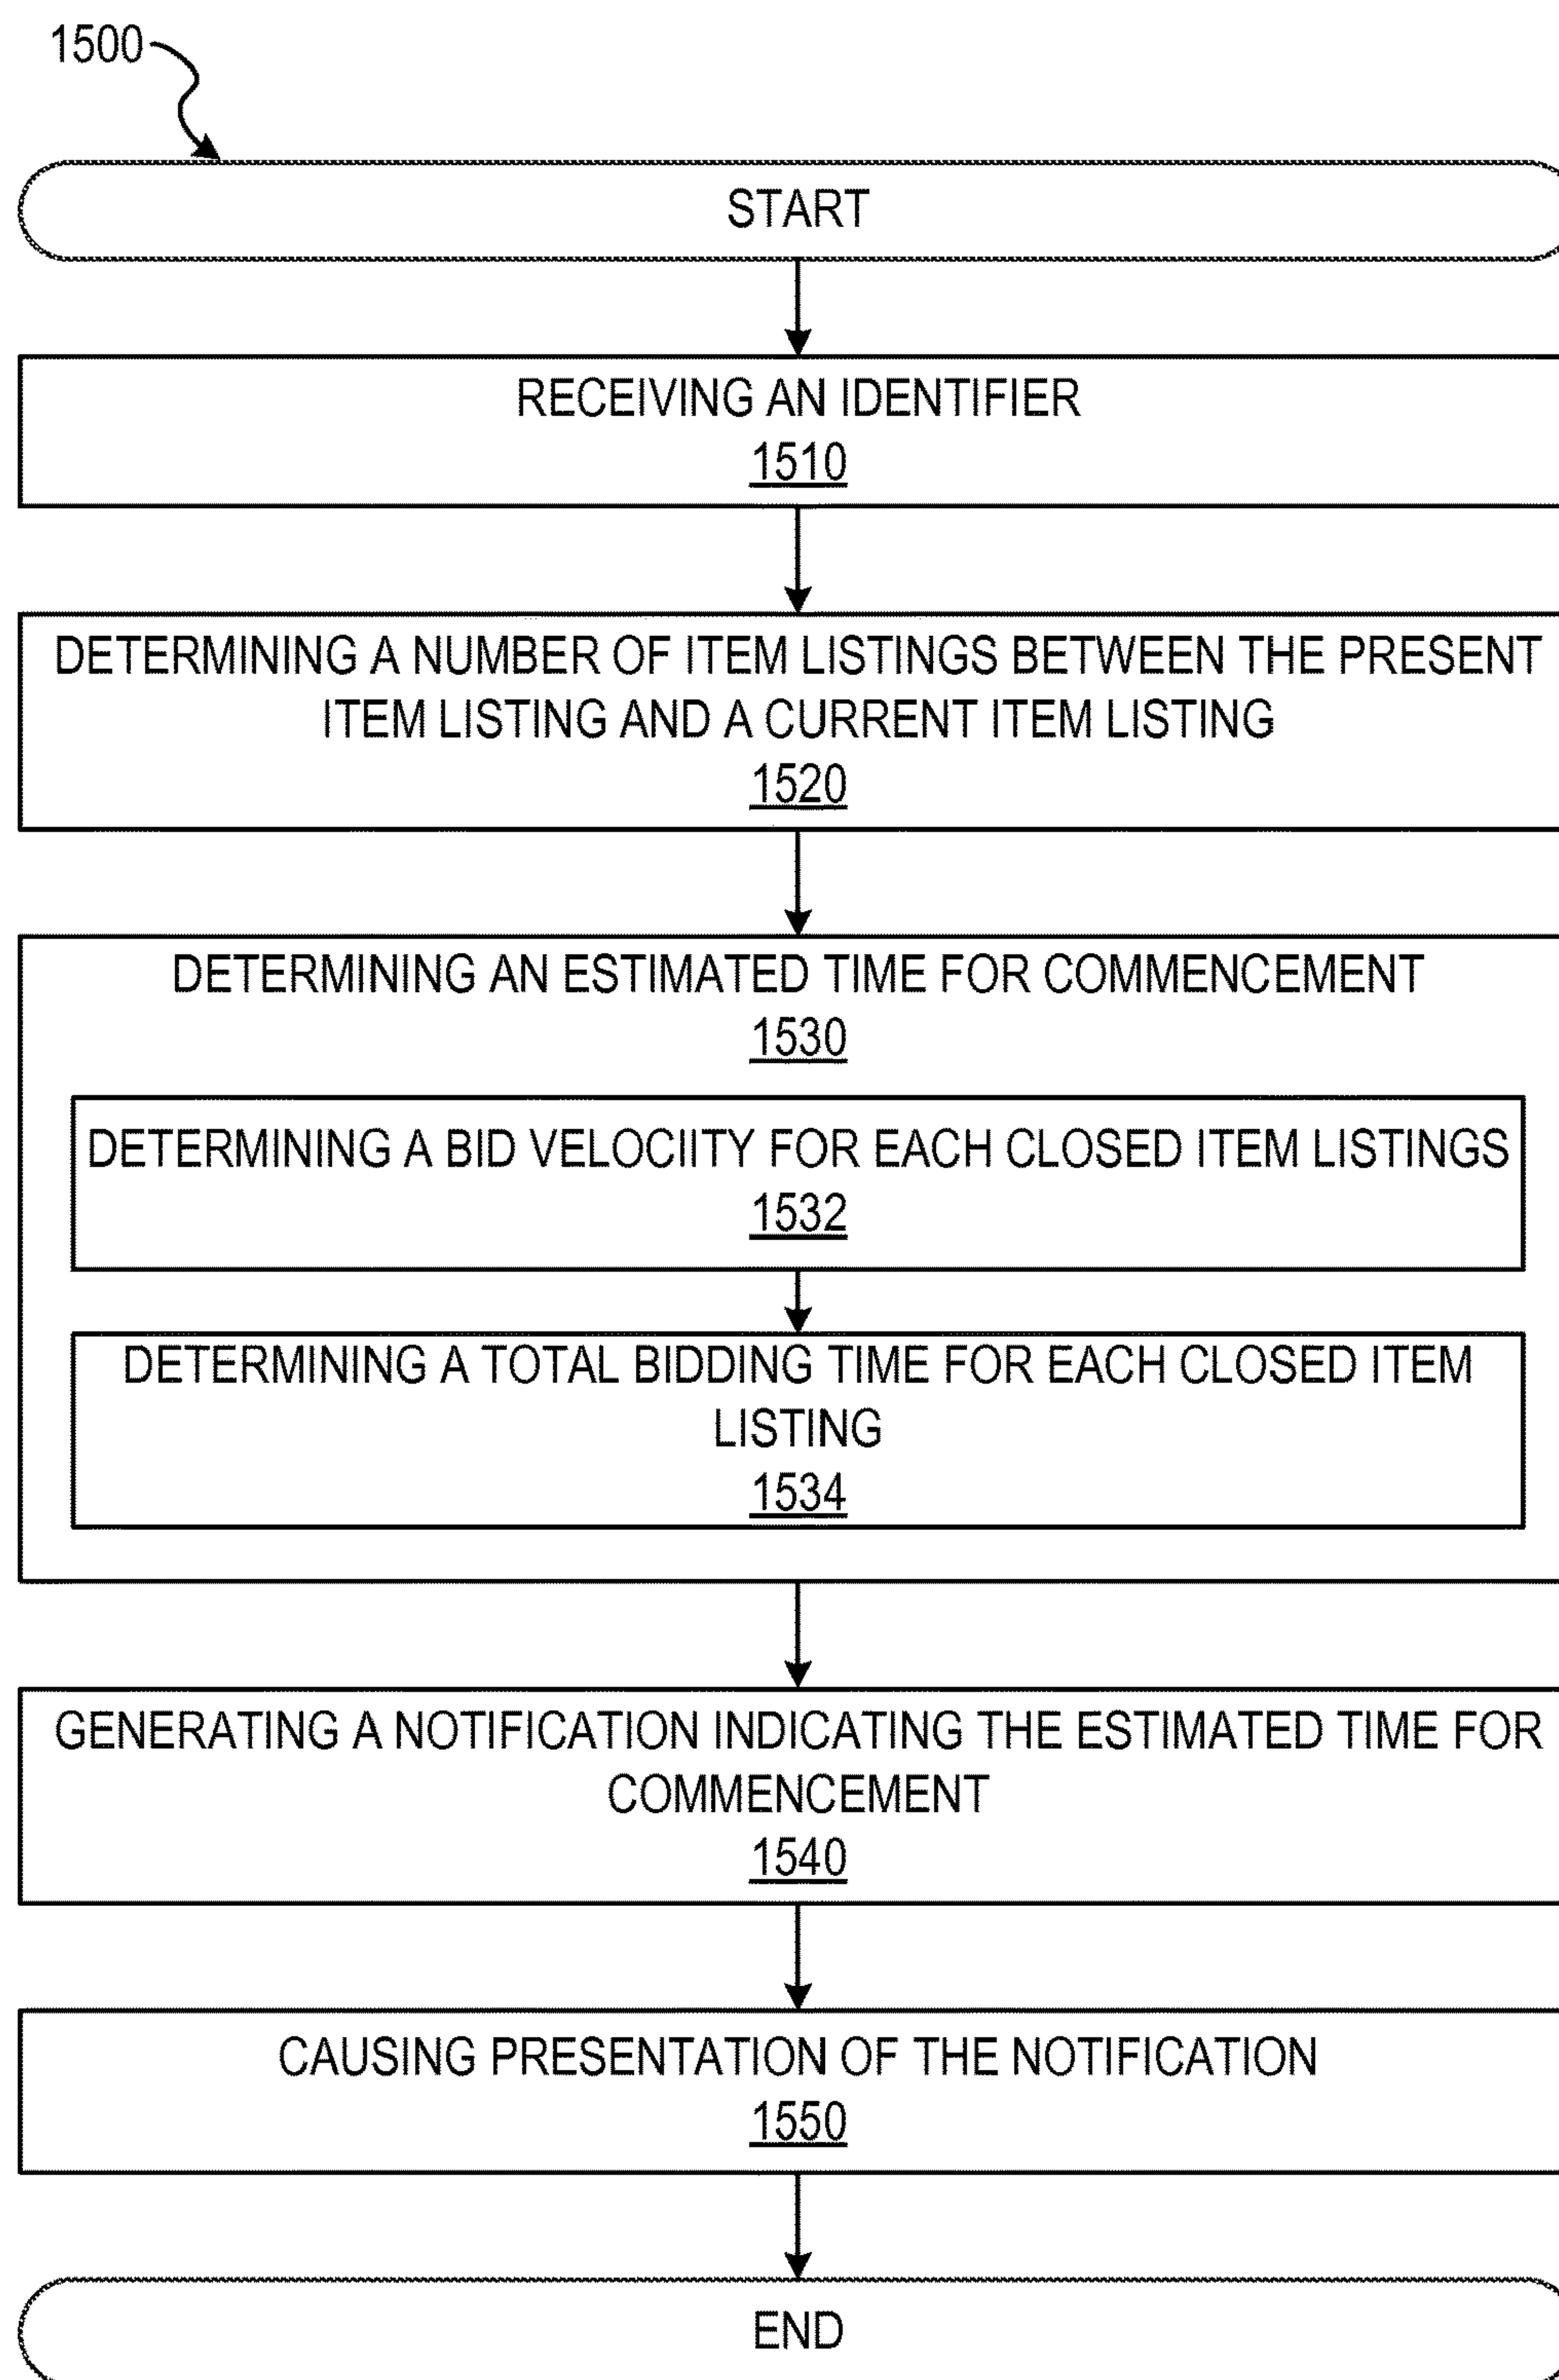 1500
START
RECEIVING AN IDENTIFIER
1510
DETERMINING A NUMBER OF ITEM LISTINGS BETWEEN THE PRESENT
ITEM LISTING AND A CURRENT ITEM LISTING
1520
DETERMINING AN ESTIMATED TIME FOR COMMENCEMENT
1530
DETERMINING A BID VELOCIITY FOR EACH CLOSED ITEM LISTINGS
1532
DETERMINING A TOTAL BIDDING TIME FOR EACH CLOSED ITEM
LISTING
1534
GENERATING A NOTIFICATION INDICATING THE ESTIMATED TIME FOR
COMMENCEMENT
1540
CAUSING PRESENTATION OF THE NOTIFICATION
1550
END